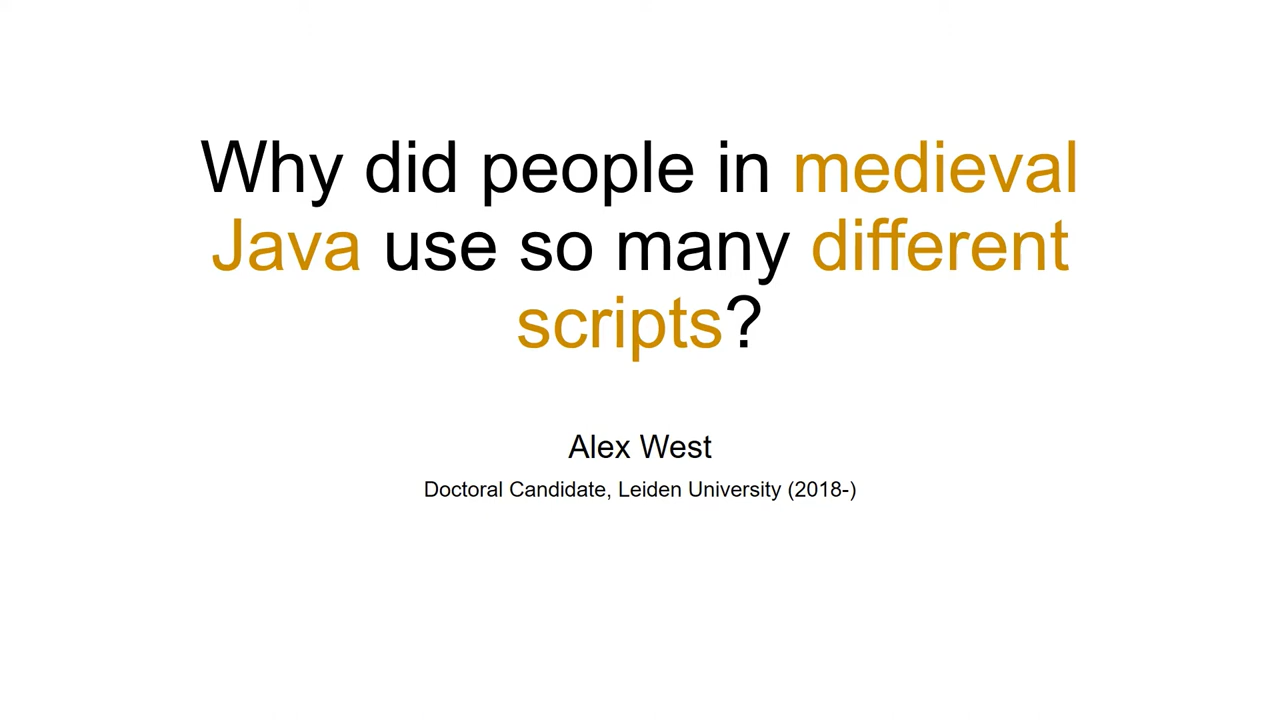 Why did people in medieval
Java use so many different
scripts?
Alex West
Doctoral Candidate, Leiden University (2018-)